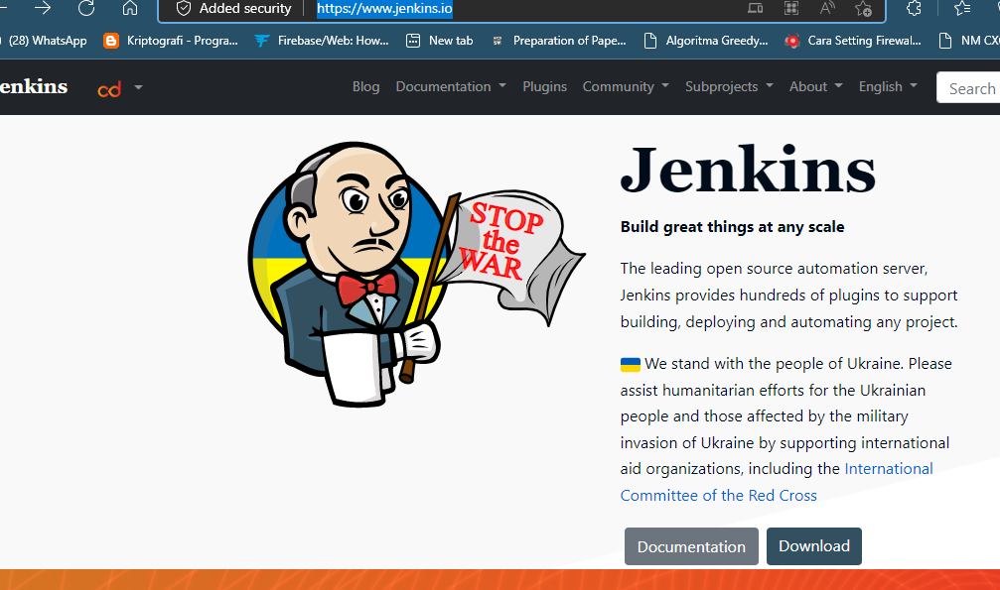 Added security
https://www.jenkins.io
(28) WhatsApp
Kriptografi - Progra...
Firebase/Web: How...
New tab
Preparation of Pape...
Algoritma Greedy...
Cara Setting Firewal...
NM CX
enkins
cd
Blog
Documentation
Plugins
Community
Subprojects
About
English
Search
STOP
the
WAR
Jenkins
Build great things at any scale
The leading open source automation server,
Jenkins provides hundreds of plugins to support
building, deploying and automating any project.
We stand with the people of Ukraine. Please
assist humanitarian efforts for the Ukrainian
people and those affected by the military
invasion of Ukraine by supporting international
aid organizations, including the International
Committee of the Red Cross
Documentation
Download